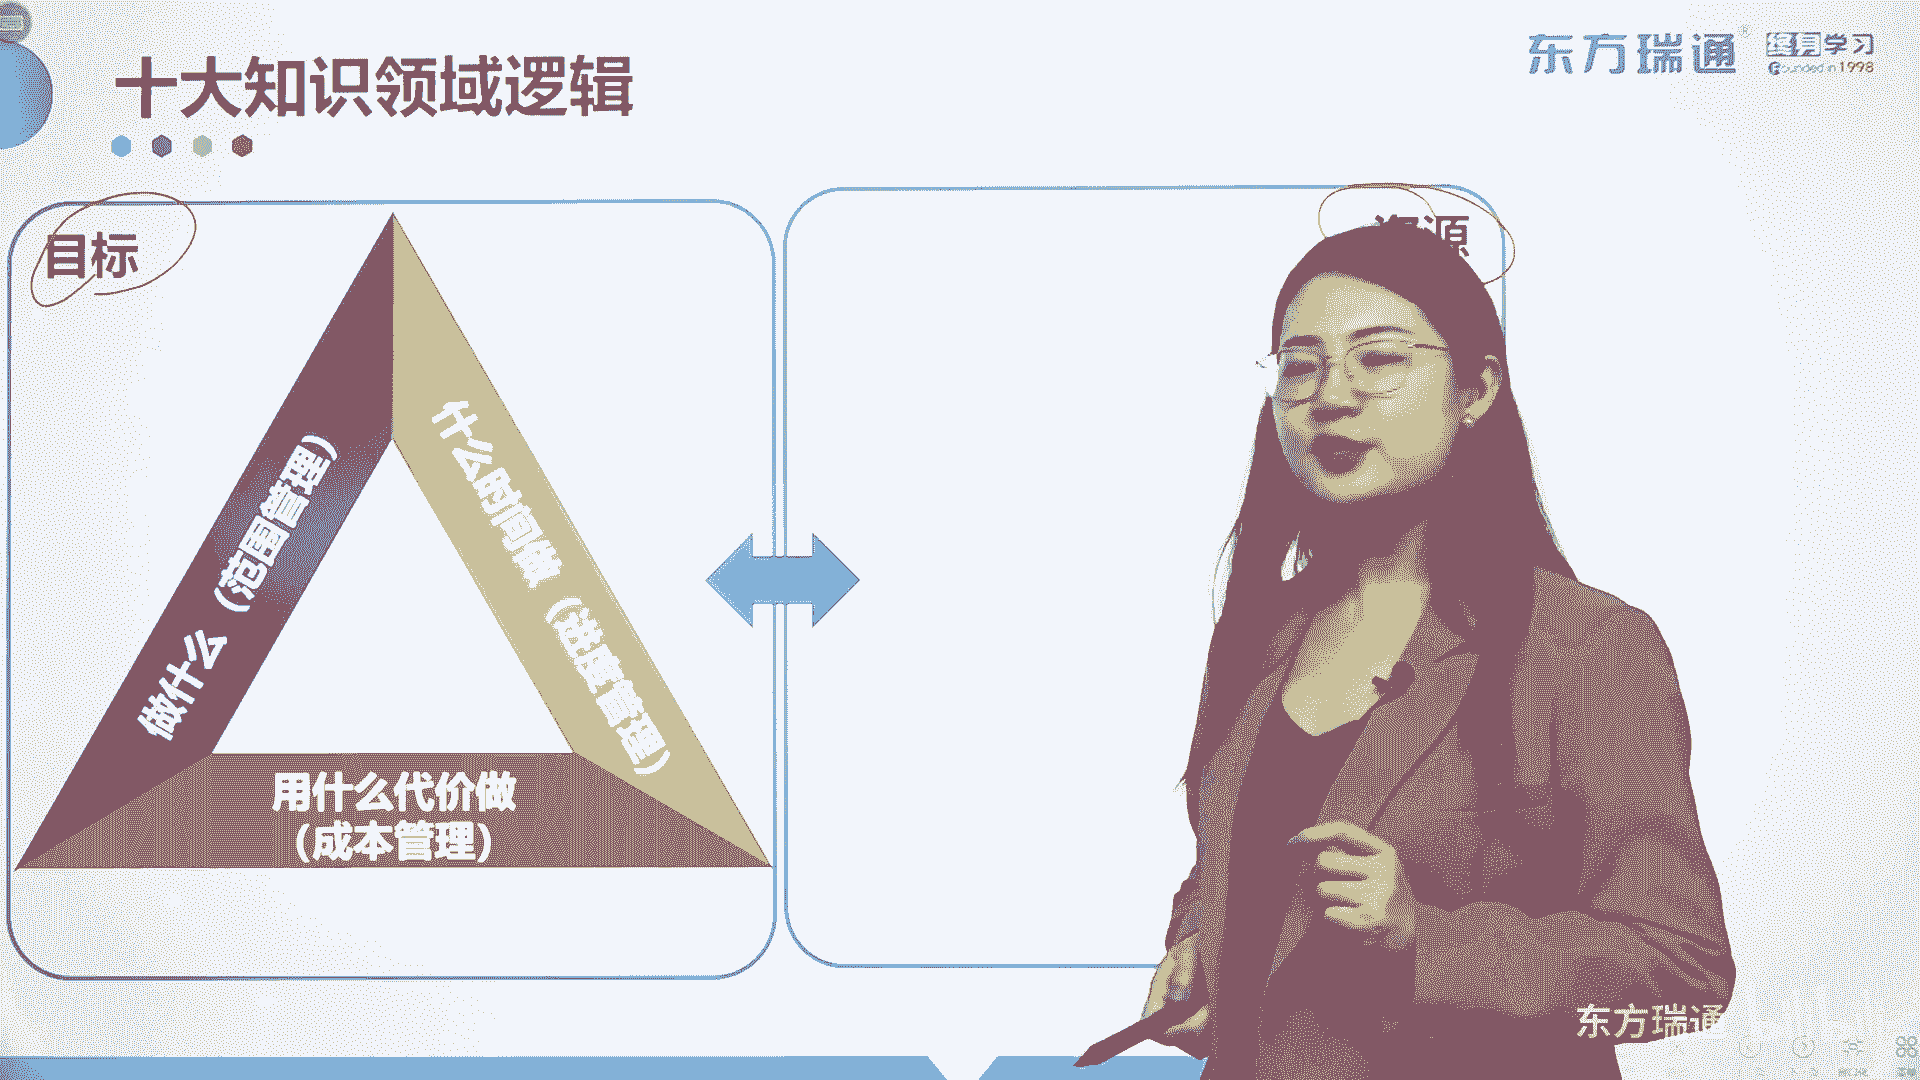 十大知识领域逻辑
东方瑞通®
终身学习
Founded in 1998
目标
资源
做什么（范围管理）
什么时间做（进度管理）
用什么代价做
（成本管理）
东方瑞通